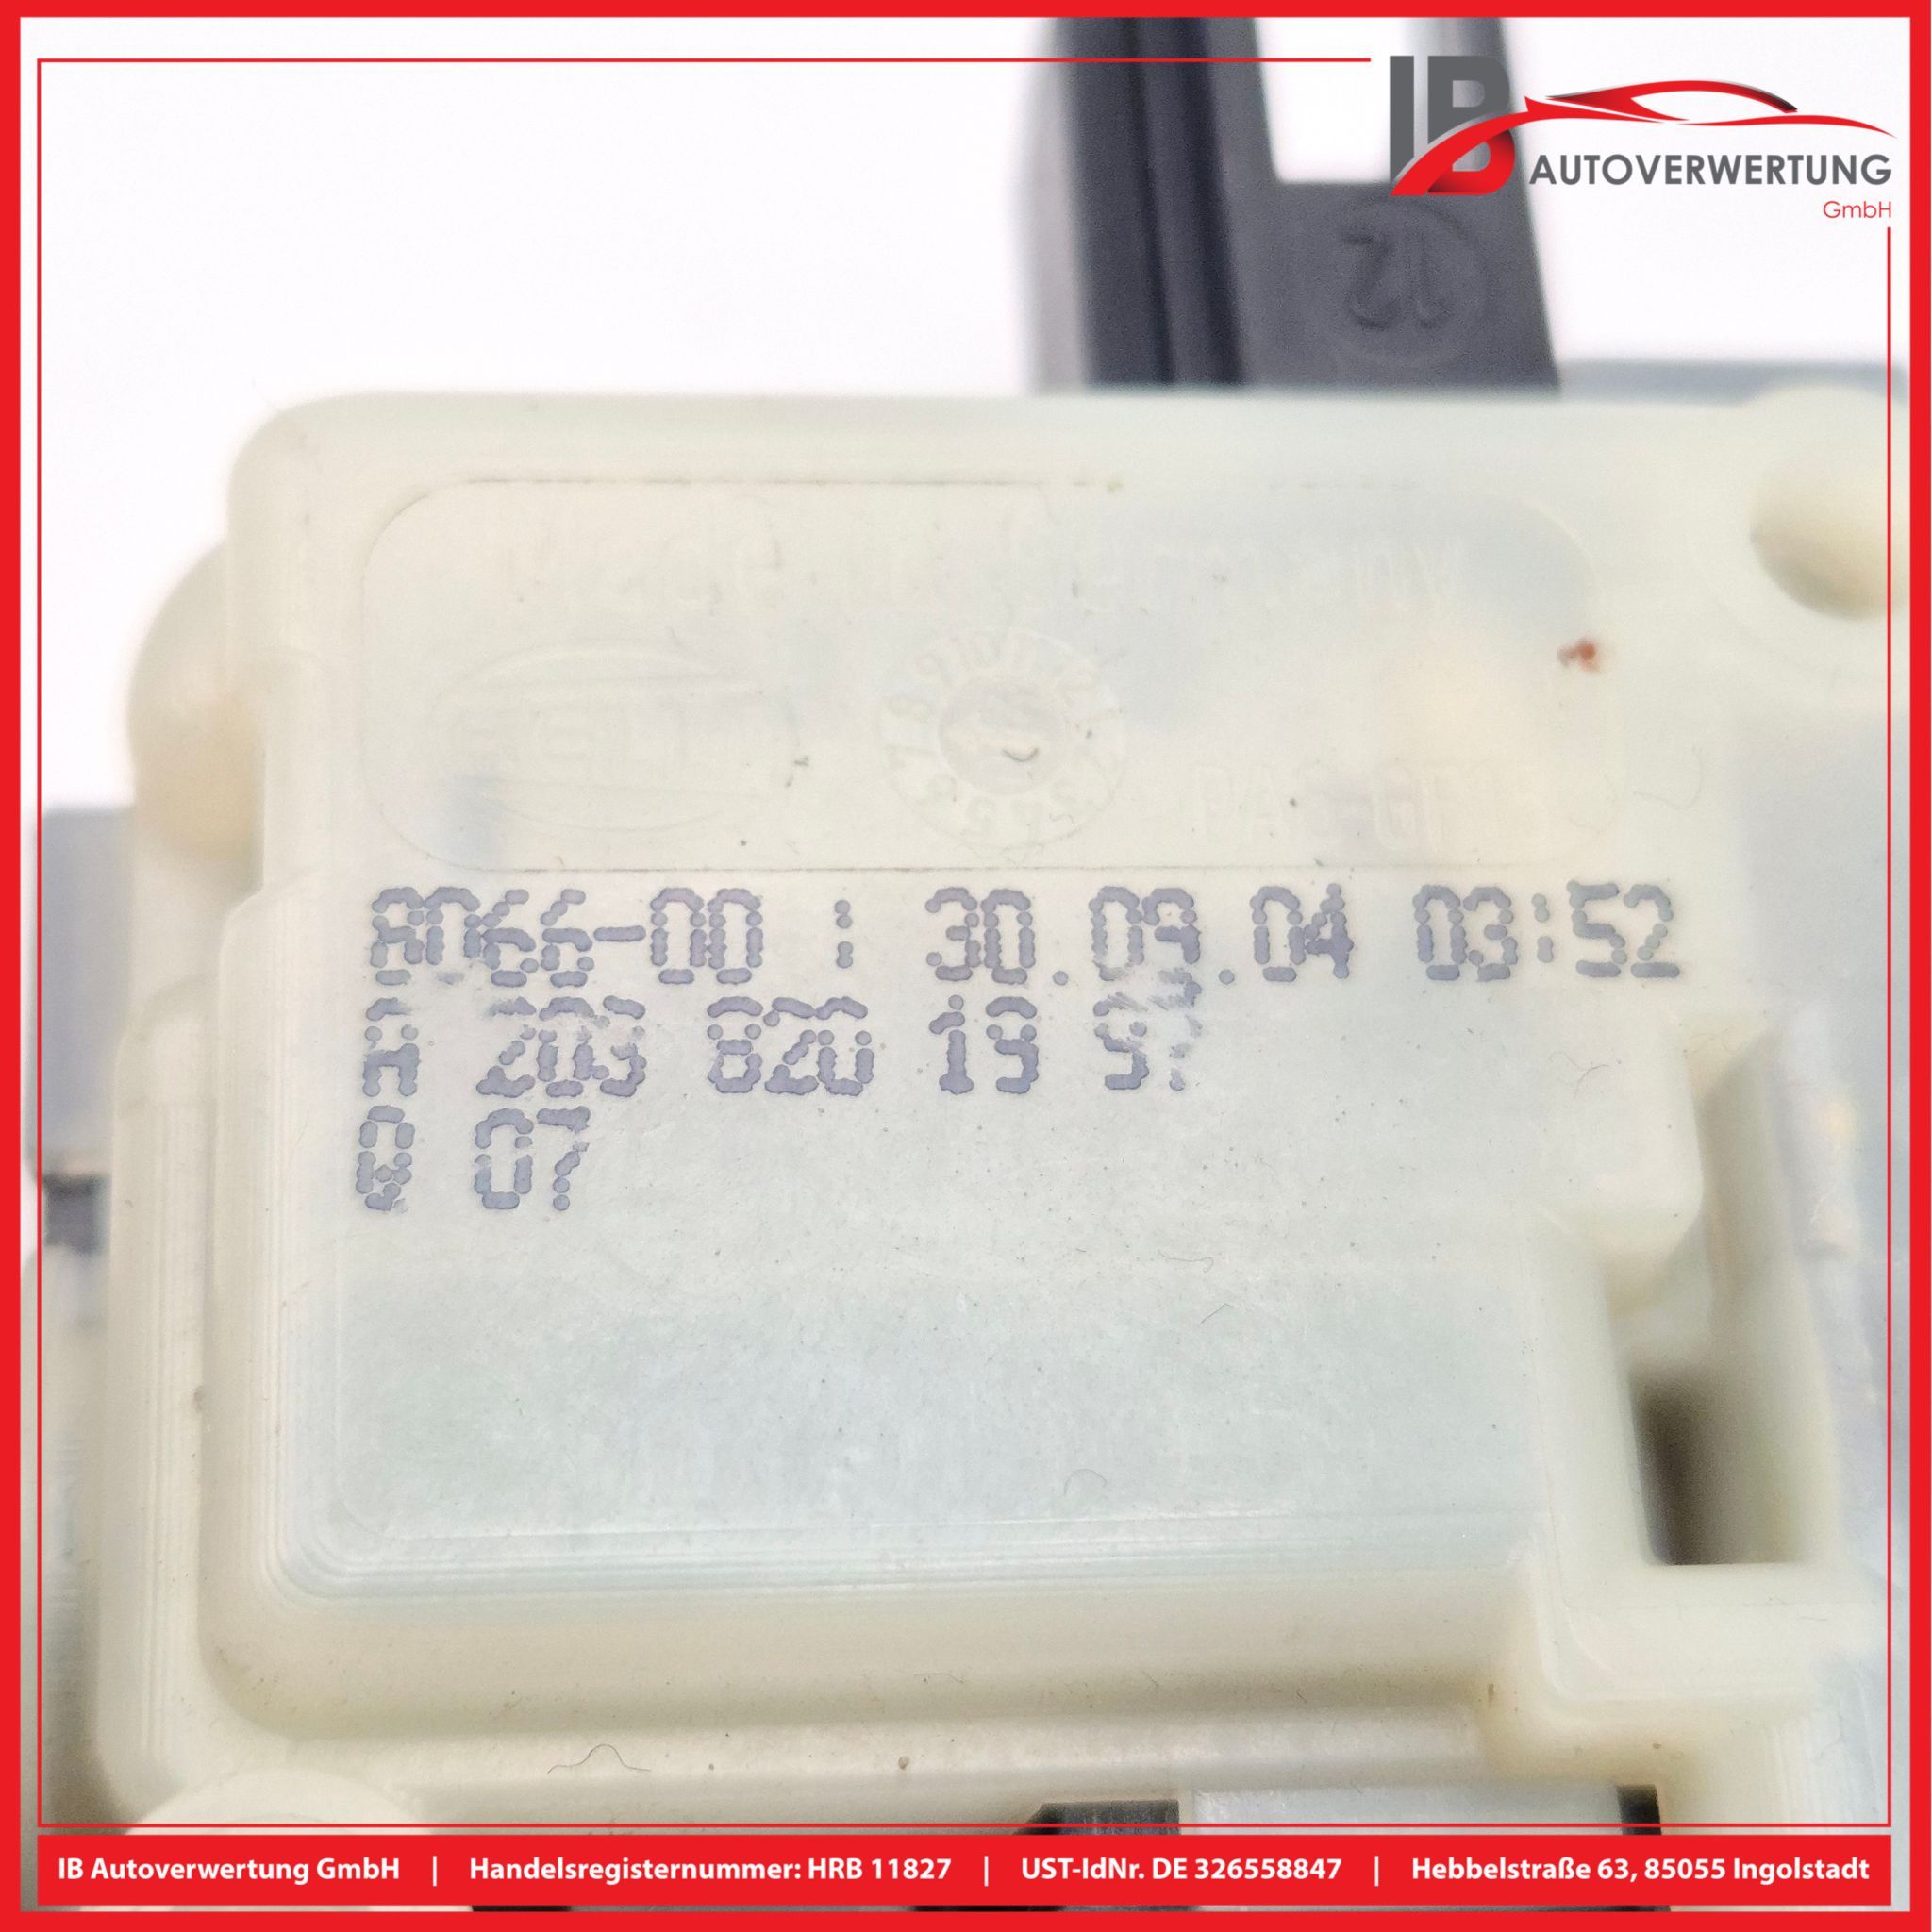 IB
AUTOVERWERTUNG
GmbH
12
8066-00 : 30.09.04 03:52
A 203 820 19 97
Q 07
IB Autoverwertung GmbH | Handelsregisternummer: HRB 11827 | UST-IdNr. DE 326558847 | Hebbelstraße 63, 85055 Ingolstadt